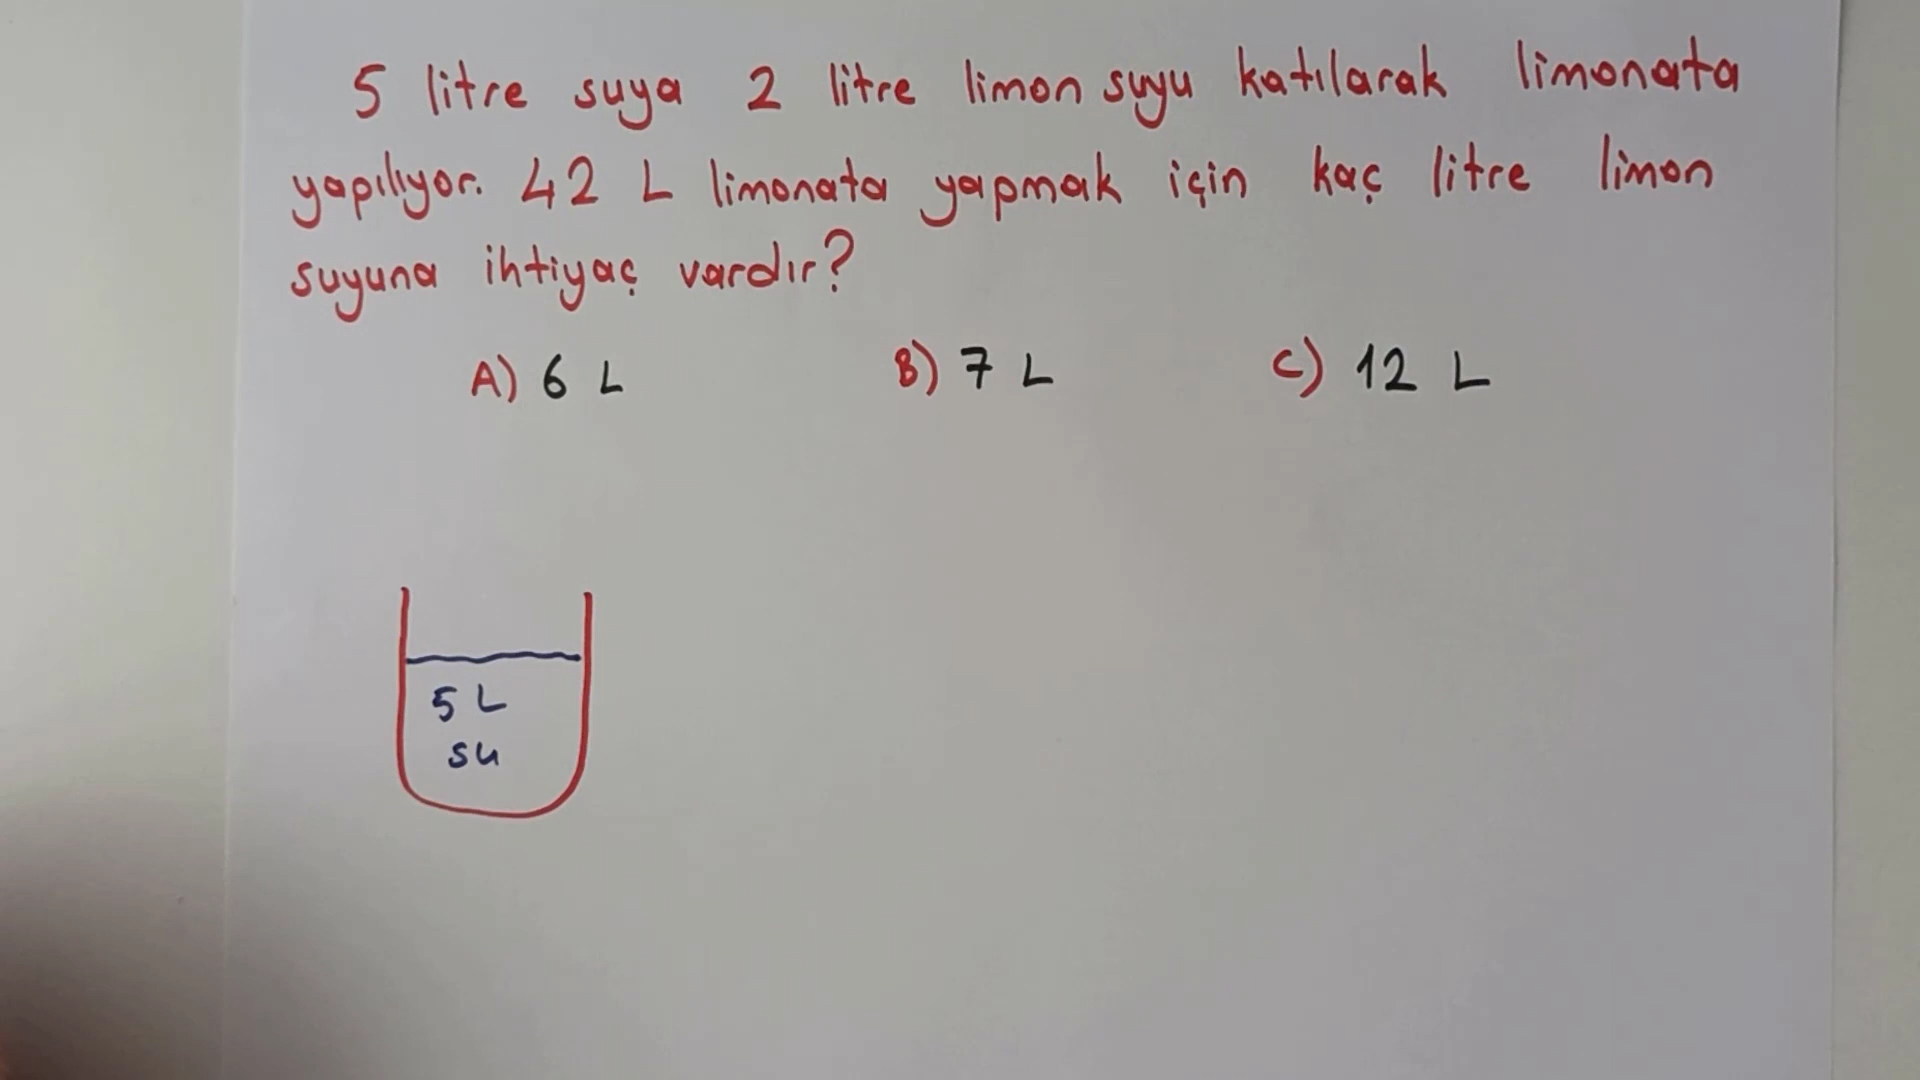 5 litre suya 2 litre limon suyu katılarak limonata
yapılıyor. 42 L limonata yapmak için kaç litre limon
suyuna ihtiyaç vardır?
A) 6 L B) 7 L C) 12 L
5 L
su